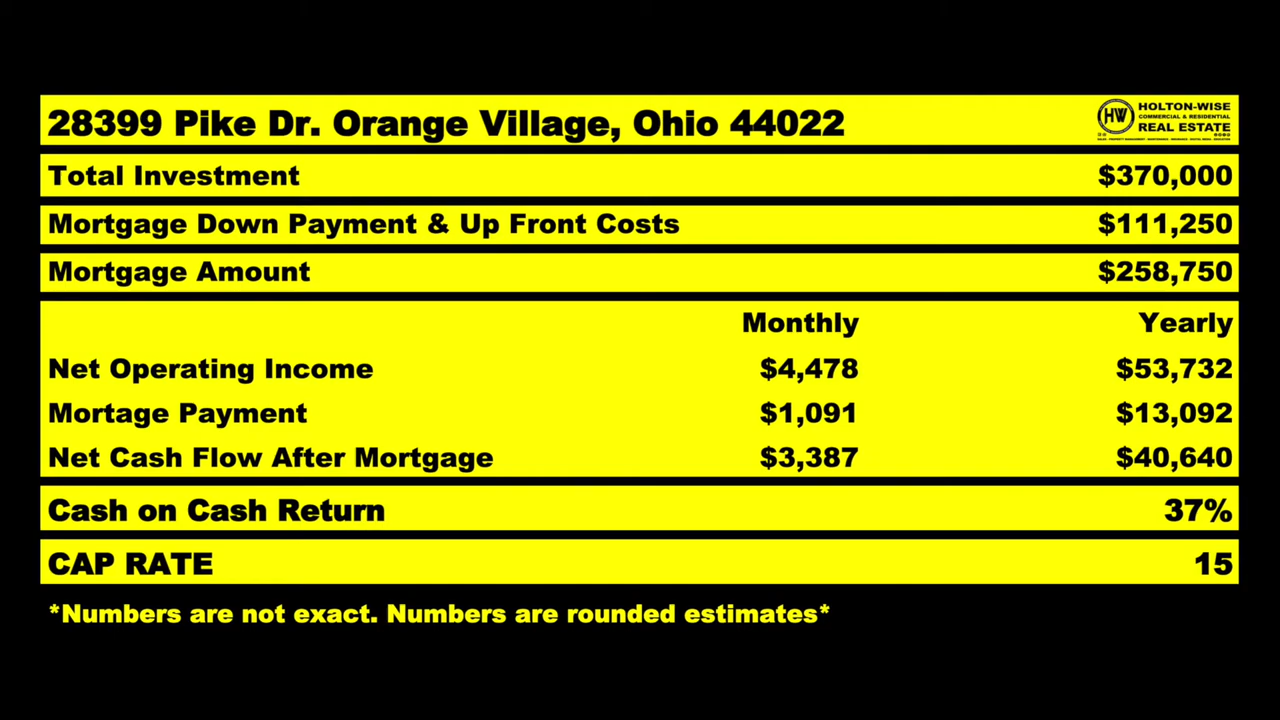 28399 Pike Dr. Orange Village, Ohio 44022
HW
HOLTON-WISE
COMMERCIAL & RESIDENTIAL
REAL ESTATE
Total Investment $370,000
Mortgage Down Payment & Up Front Costs $111,250
Mortgage Amount $258,750
Monthly Yearly
Net Operating Income $4,478 $53,732
Mortage Payment $1,091 $13,092
Net Cash Flow After Mortgage $3,387 $40,640
Cash on Cash Return 37%
CAP RATE 15
*Numbers are not exact. Numbers are rounded estimates*